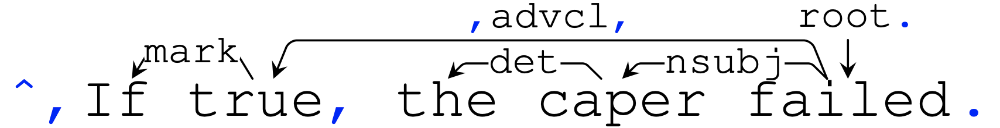 ,advcl, root.
mark det nsubj
^, If true, the caper failed.